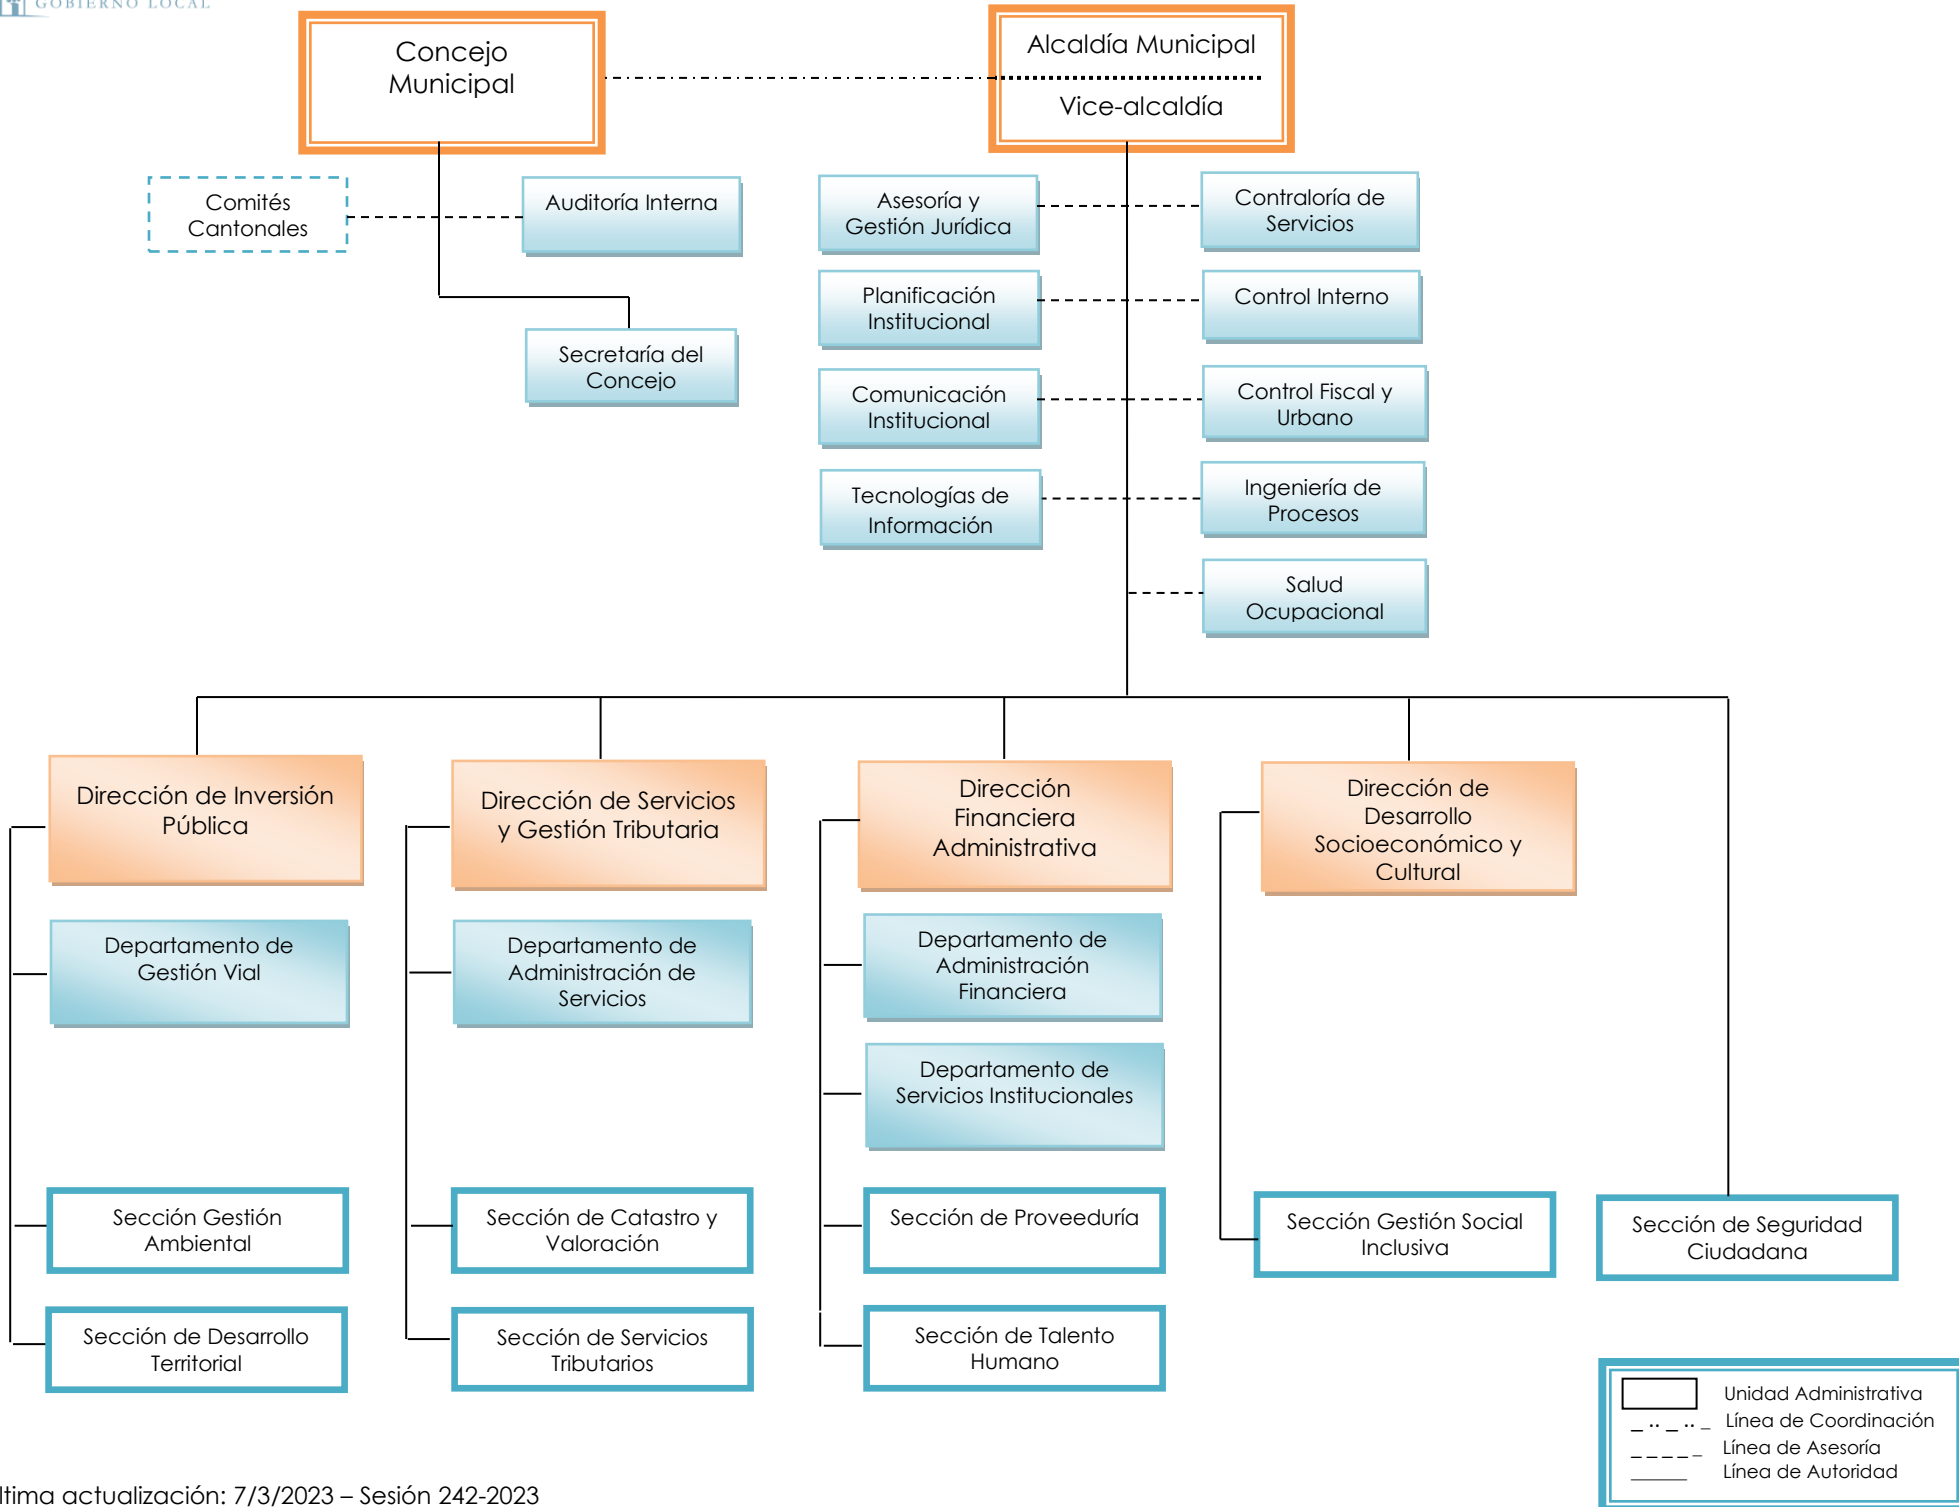 GOBIERNO LOCAL
Concejo
Municipal
Alcaldía Municipal
Vice-alcaldía
Comités
Cantonales
Auditoría Interna
Secretaría del
Concejo
Asesoría y
Gestión Jurídica
Contraloría de
Servicios
Planificación
Institucional
Control Interno
Comunicación
Institucional
Control Fiscal y
Urbano
Tecnologías de
Información
Ingeniería de
Procesos
Salud
Ocupacional
Dirección de Inversión
Pública
Dirección de Servicios
y Gestión Tributaria
Dirección
Financiera
Administrativa
Dirección de
Desarrollo
Socioeconómico y
Cultural
Departamento de
Gestión Vial
Departamento de
Administración de
Servicios
Departamento de
Administración
Financiera
Departamento de
Servicios Institucionales
Sección Gestión
Ambiental
Sección de Catastro y
Valoración
Sección de Proveeduría
Sección Gestión Social
Inclusiva
Sección de Seguridad
Ciudadana
Sección de Desarrollo
Territorial
Sección de Servicios
Tributarios
Sección de Talento
Humano
Unidad Administrativa
Línea de Coordinación
Línea de Asesoría
Línea de Autoridad
ltima actualización: 7/3/2023 – Sesión 242-2023